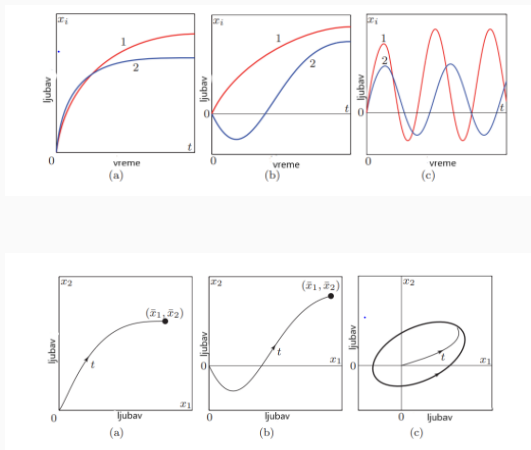 xᵢ
1
2
ljubav
t
0
vreme
(a)
xᵢ
1
2
ljubav
t
0
0
vreme
(b)
xᵢ
1
2
ljubav
t
0
0
vreme
(c)
x₂
(x̄₁, x̄₂)
ljubav
t
x₁
0
ljubav
(a)
x₂
(x̄₁, x̄₂)
ljubav
t
x₁
0
0
ljubav
(b)
x₂
ljubav
t
x₁
0
0
ljubav
(c)